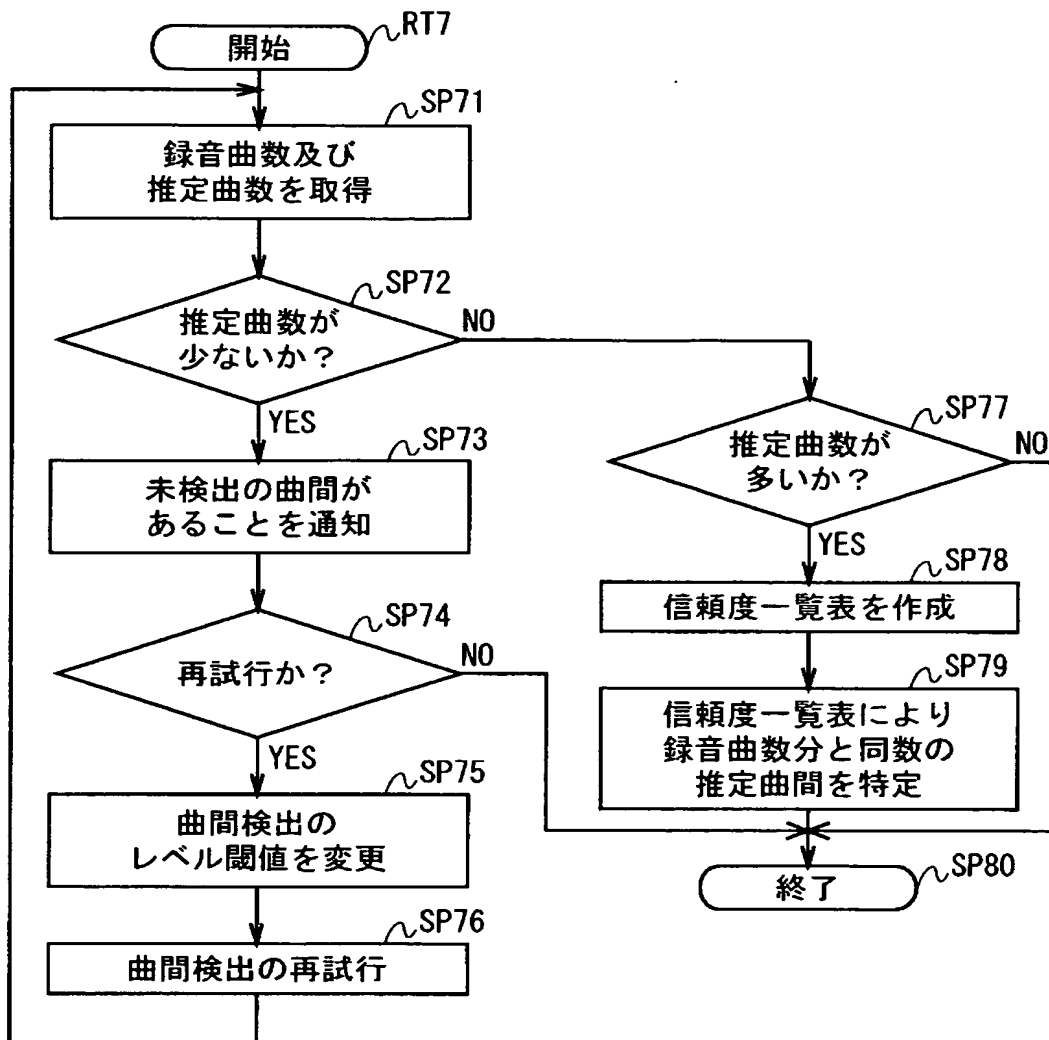 RT7
開始
SP71
録音曲数及び
推定曲数を取得
SP72
推定曲数が
少ないか?
NO
YES
SP73
未検出の曲間が
あることを通知
SP74
再試行か?
NO
YES
SP75
曲間検出の
レベル閾値を変更
SP76
曲間検出の再試行
SP77
推定曲数が
多いか?
NO
YES
SP78
信頼度一覧表を作成
SP79
信頼度一覧表により
録音曲数分と同数の
推定曲間を特定
SP80
終了